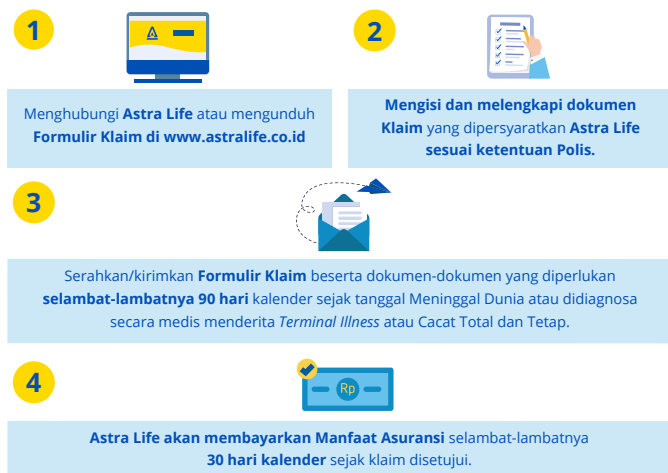 1
2
Menghubungi Astra Life atau mengunduh
Formulir Klaim di www.astralife.co.id
Mengisi dan melengkapi dokumen
Klaim yang dipersyaratkan Astra Life
sesuai ketentuan Polis.
3
Serahkan/kirimkan Formulir Klaim beserta dokumen-dokumen yang diperlukan
selambat-lambatnya 90 hari kalender sejak tanggal Meninggal Dunia atau didiagnosa
secara medis menderita Terminal Illness atau Cacat Total dan Tetap.
4
Rp
Astra Life akan membayarkan Manfaat Asuransi selambat-lambatnya
30 hari kalender sejak klaim disetujui.